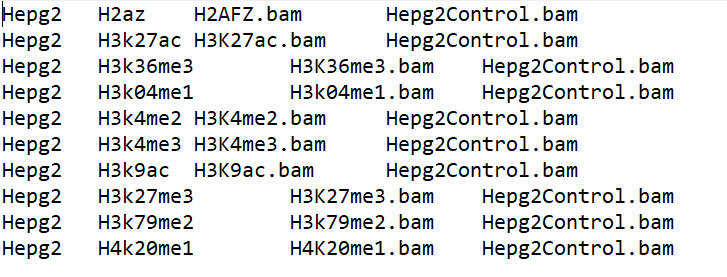 Hepg2 H2az H2AFZ.bam Hepg2Control.bam
Hepg2 H3k27ac H3K27ac.bam Hepg2Control.bam
Hepg2 H3k36me3 H3K36me3.bam Hepg2Control.bam
Hepg2 H3k04me1 H3k04me1.bam Hepg2Control.bam
Hepg2 H3k4me2 H3K4me2.bam Hepg2Control.bam
Hepg2 H3k4me3 H3K4me3.bam Hepg2Control.bam
Hepg2 H3k9ac H3K9ac.bam Hepg2Control.bam
Hepg2 H3k27me3 H3K27me3.bam Hepg2Control.bam
Hepg2 H3k79me2 H3k79me2.bam Hepg2Control.bam
Hepg2 H4k20me1 H4K20me1.bam Hepg2Control.bam